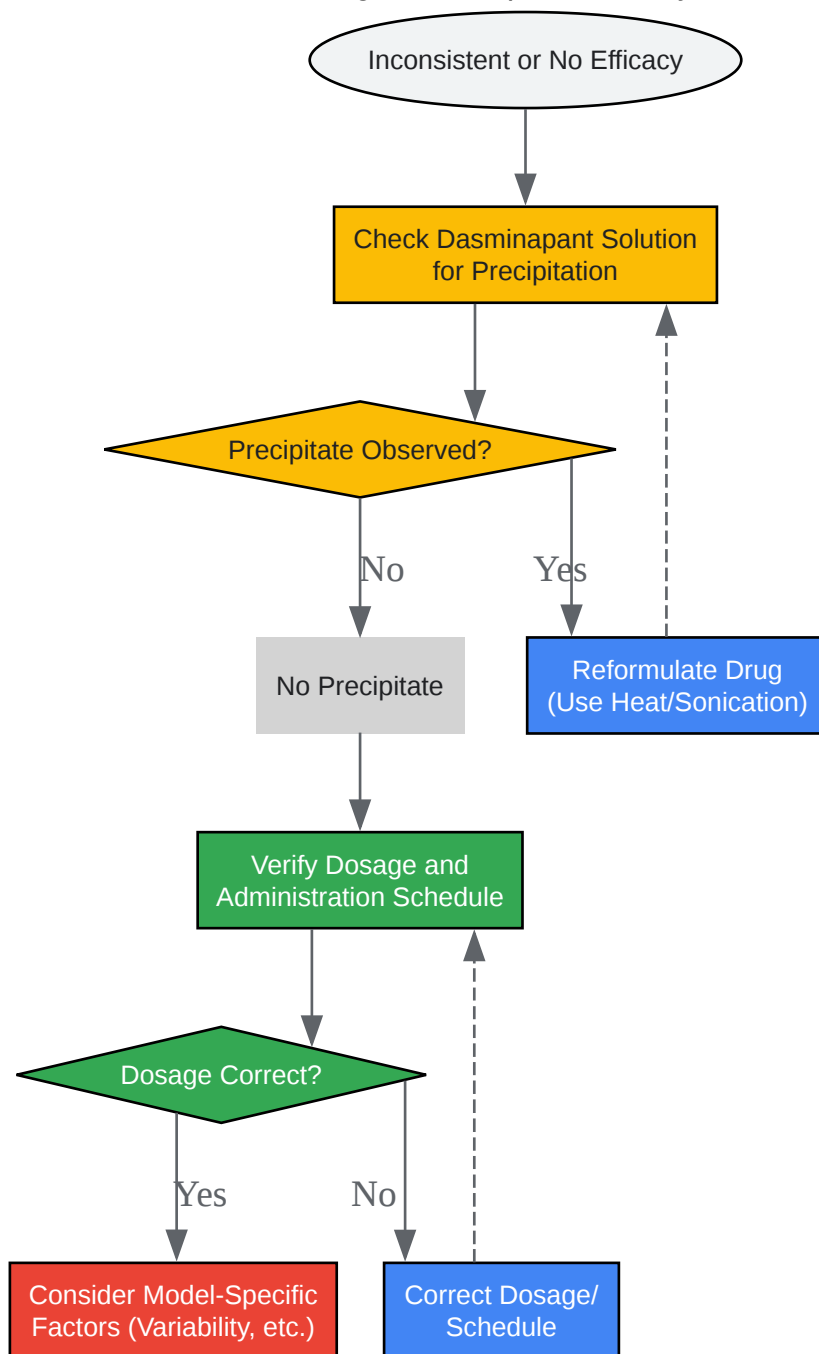 Inconsistent or No Efficacy
Check Dasminapant Solution
for Precipitation
Precipitate Observed?
No
Yes
No Precipitate
Reformulate Drug
(Use Heat/Sonication)
Verify Dosage and
Administration Schedule
Dosage Correct?
Yes
No
Consider Model-Specific
Factors (Variability, etc.)
Correct Dosage/
Schedule